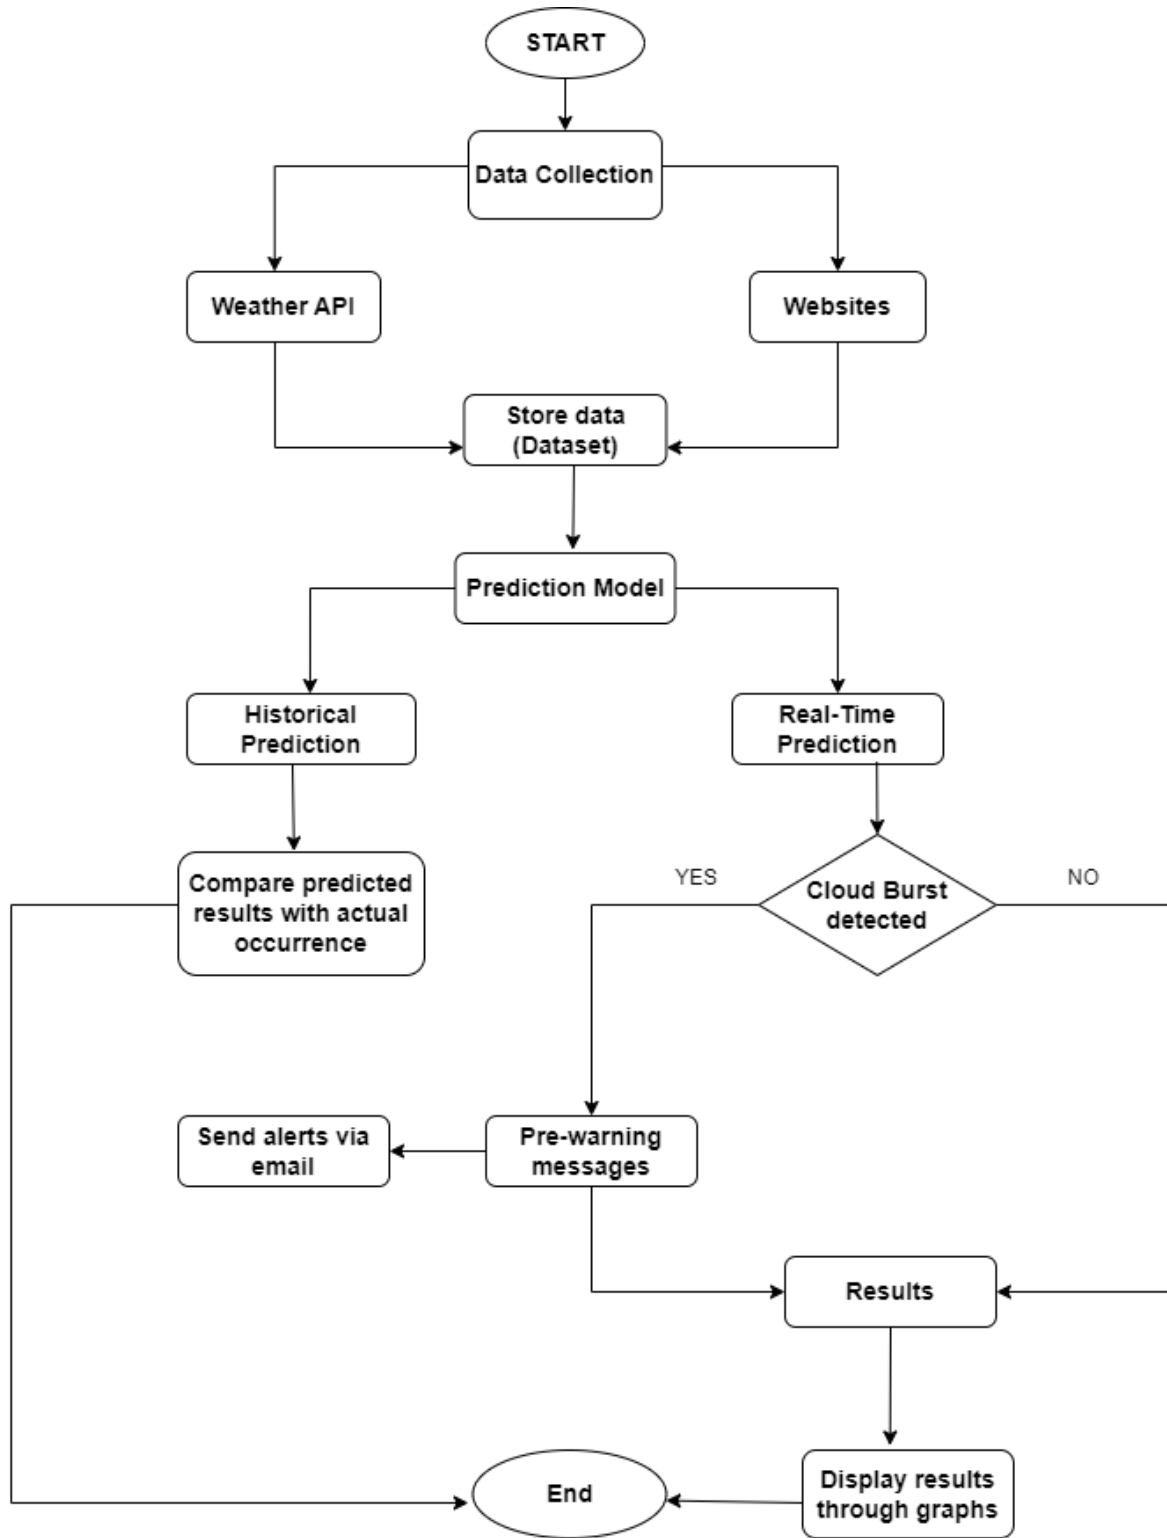 START
Data Collection
Weather API
Websites
Store data
(Dataset)
Prediction Model
Historical
Prediction
Real-Time
Prediction
Compare predicted
results with actual
occurrence
YES
Cloud Burst
detected
NO
Send alerts via
email
Pre-warning
messages
Results
End
Display results
through graphs